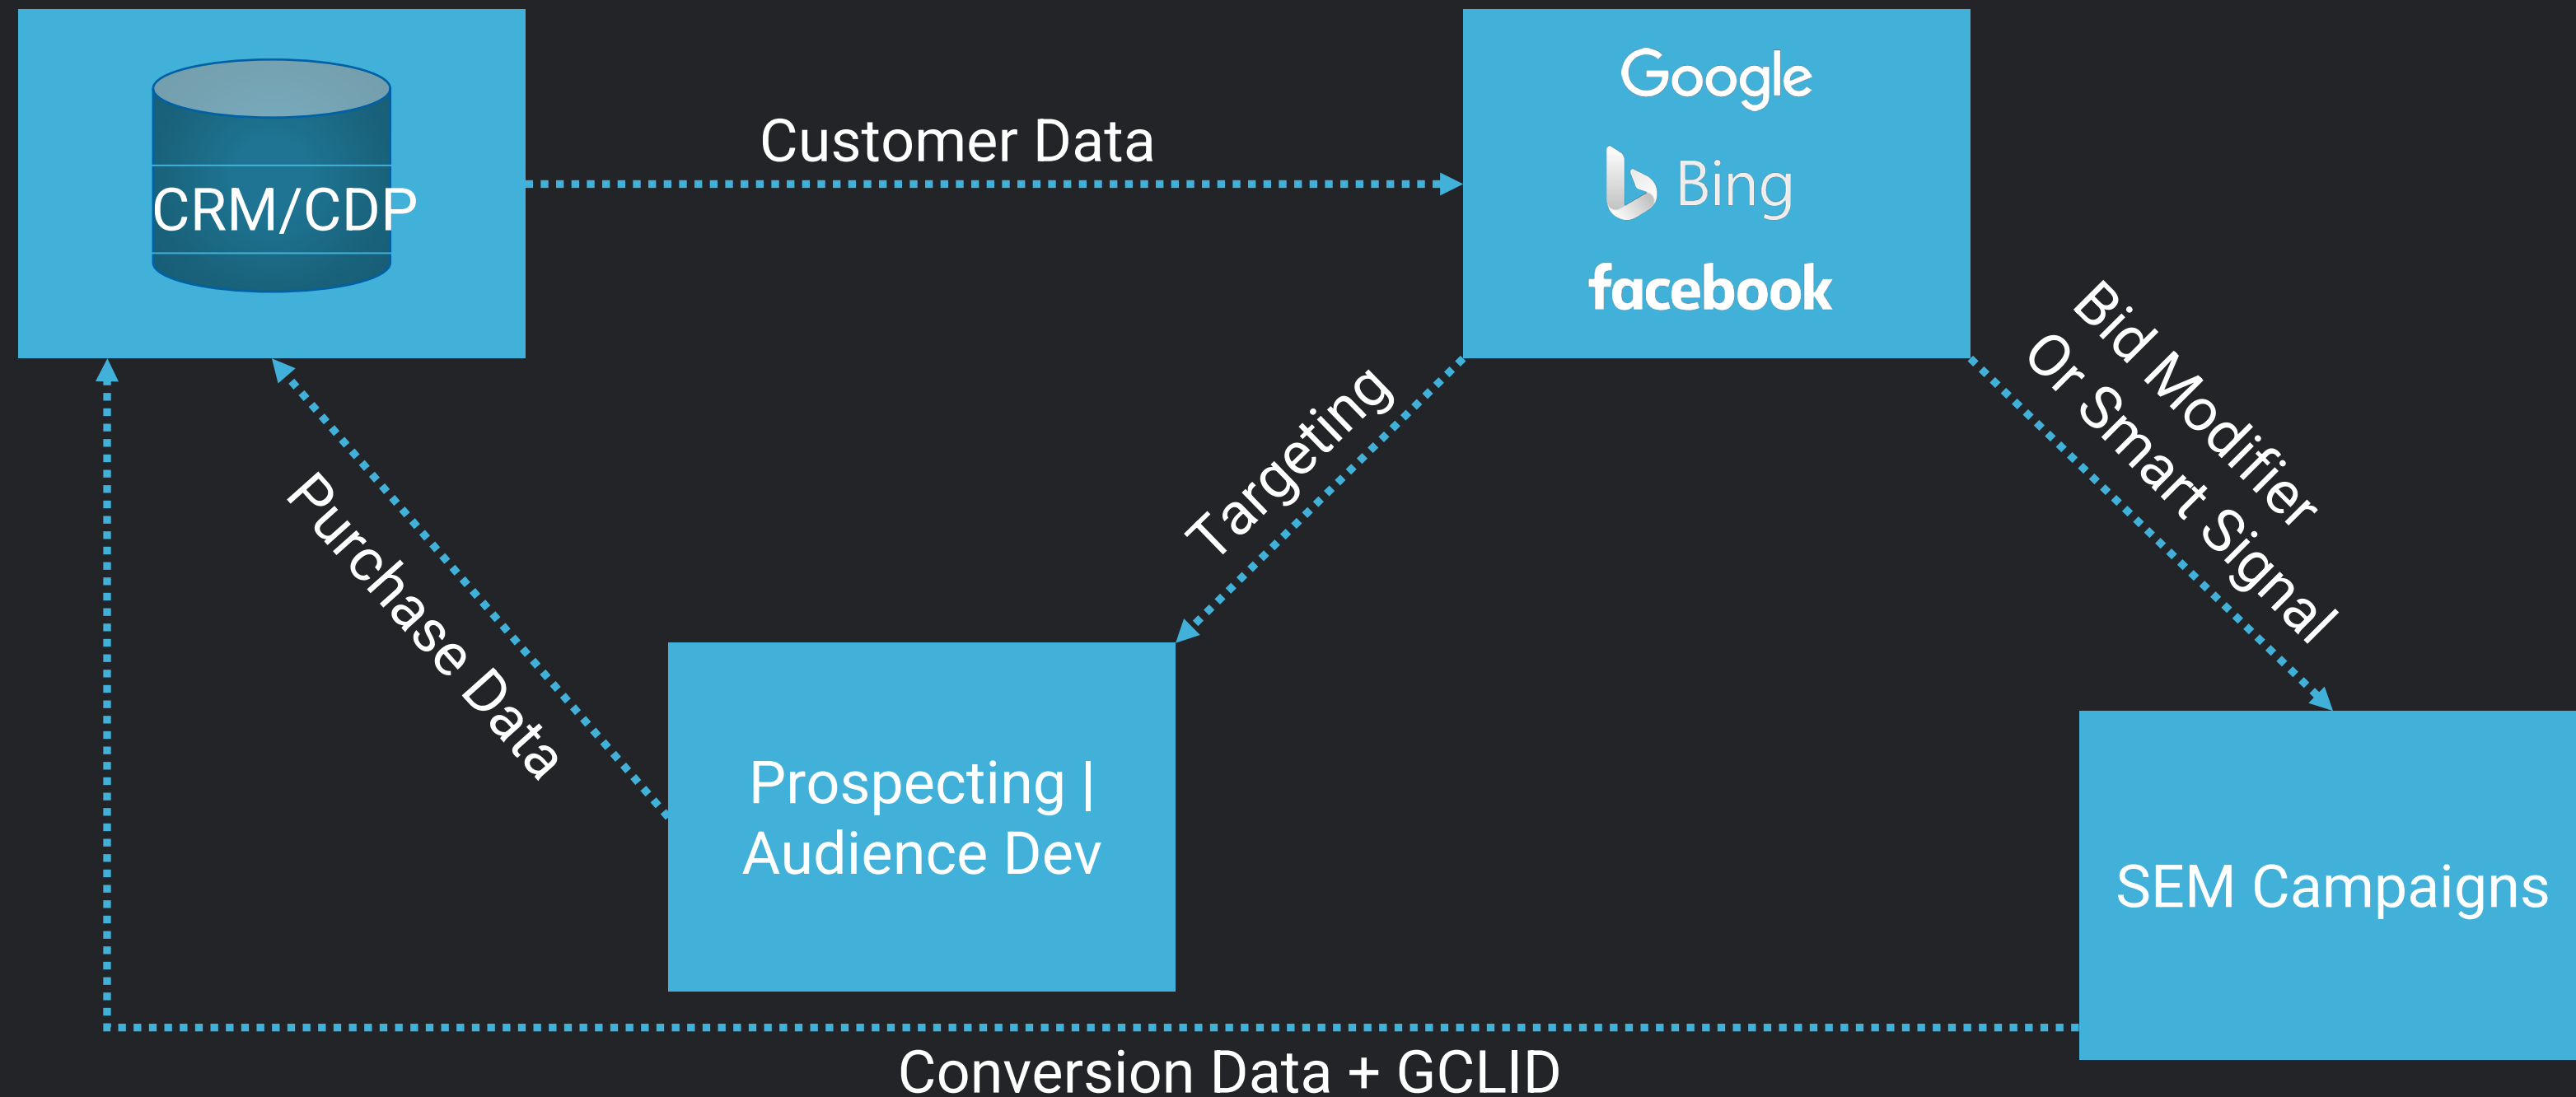 CRM/CDP
Customer Data
Google
Bing
facebook
Bid Modifier
Or Smart Signal
Targeting
Purchase Data
Prospecting |
Audience Dev
SEM Campaigns
Conversion Data + GCLID